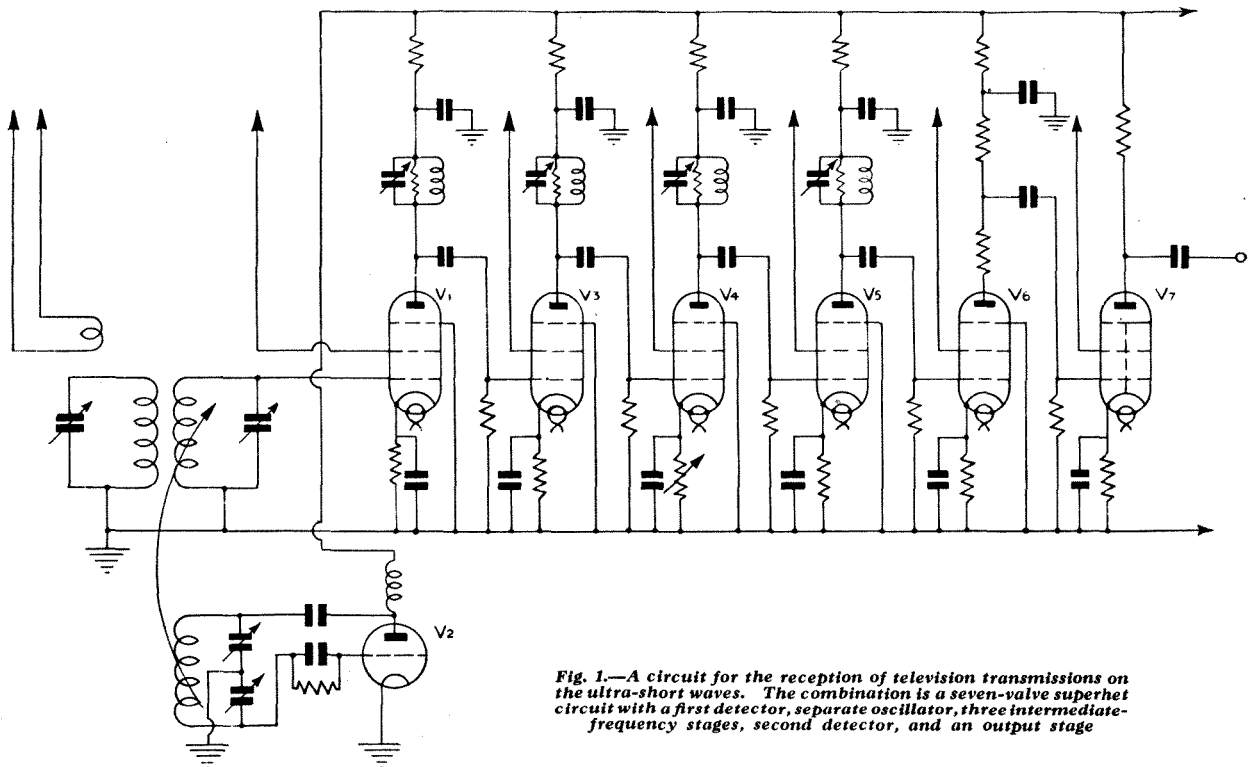 V1
V3
V4
V5
V6
V7
V2
Fig. 1.—A circuit for the reception of television transmissions on
the ultra-short waves. The combination is a seven-valve superhet
circuit with a first detector, separate oscillator, three intermediate-
frequency stages, second detector, and an output stage